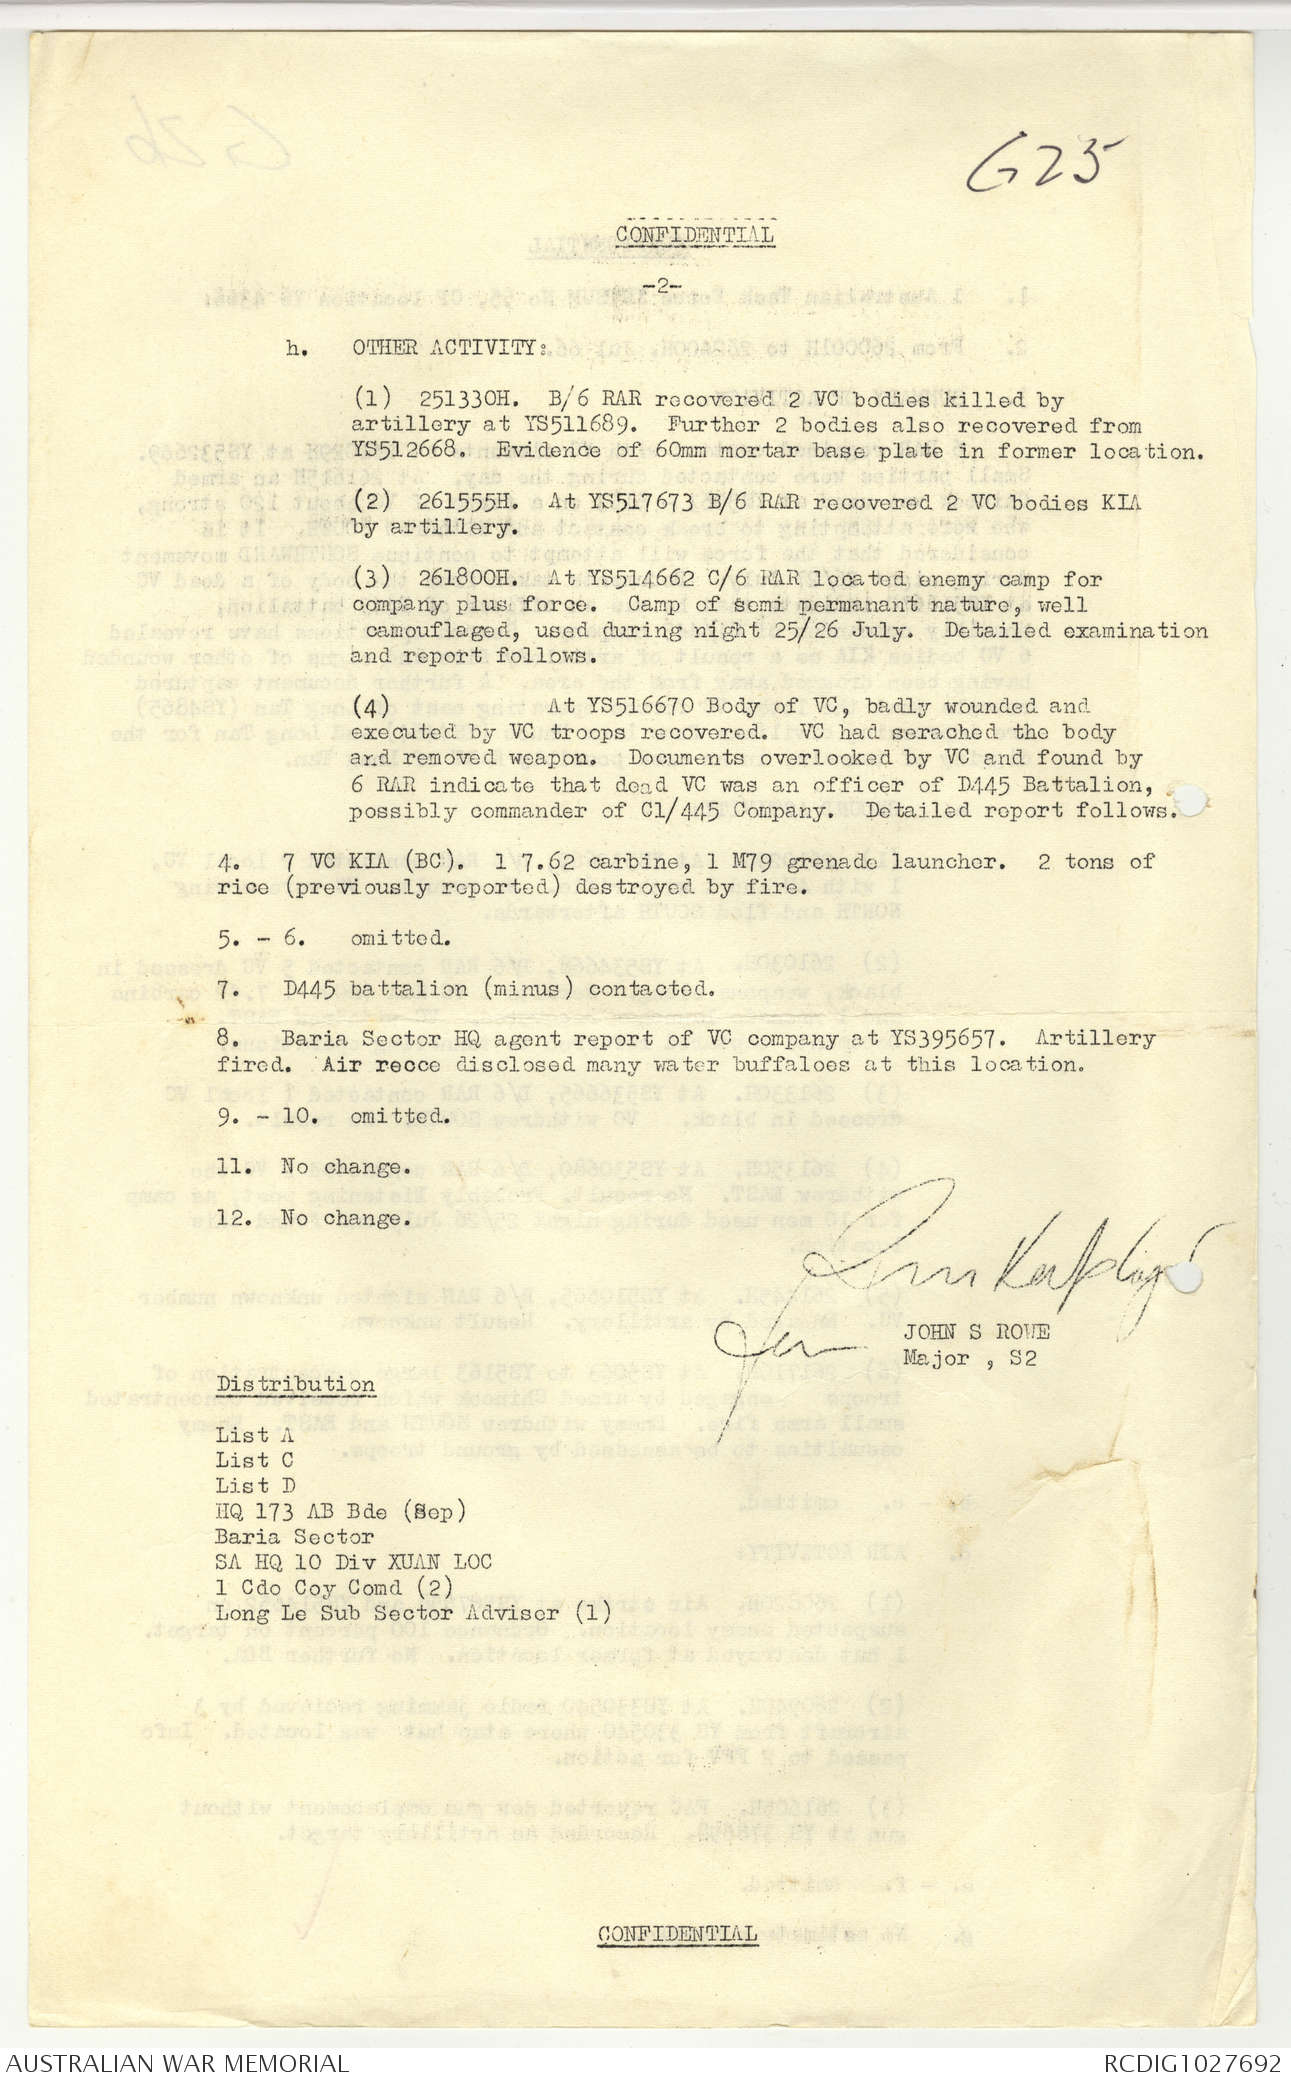 G25
CONFIDENTIAL
-2-
h. OTHER ACTIVITY:
(1) 251330H. B/6 RAR recovered 2 VC bodies killed by
artillery at YS511689. Further 2 bodies also recovered from
YS512668. Evidence of 60mm mortar base plate in former location.
(2) 261555H. At YS517673 B/6 RAR recovered 2 VC bodies KIA
by artillery.
(3) 261800H. At YS514662 C/6 RAR located enemy camp for
company plus force. Camp of semi permanant nature, well
camouflaged, used during night 25/26 July. Detailed examination
and report follows.
(4) At YS516670 Body of VC, badly wounded and
executed by VC troops recovered. VC had serached the body
and removed weapon. Documents overlooked by VC and found by
6 RAR indicate that dead VC was an officer of D445 Battalion,
possibly commander of C1/445 Company. Detailed report follows.
4. 7 VC KIA (BC). 1 7.62 carbine, 1 M79 grenade launcher. 2 tons of
rice (previously reported) destroyed by fire.
5. - 6. omitted.
7. D445 battalion (minus) contacted.
8. Baria Sector HQ agent report of VC company at YS395657. Artillery
fired. Air recce disclosed many water buffaloes at this location.
9. - 10. omitted.
11. No change.
12. No change.
for
JOHN S ROWE
Major , S2
Distribution
List A
List C
List D
HQ 173 AB Bde (Sep)
Baria Sector
SA HQ 10 Div XUAN LOC
1 Cdo Coy Comd (2)
Long Le Sub Sector Adviser (1)
CONFIDENTIAL
AUSTRALIAN WAR MEMORIAL
RCDIG1027692